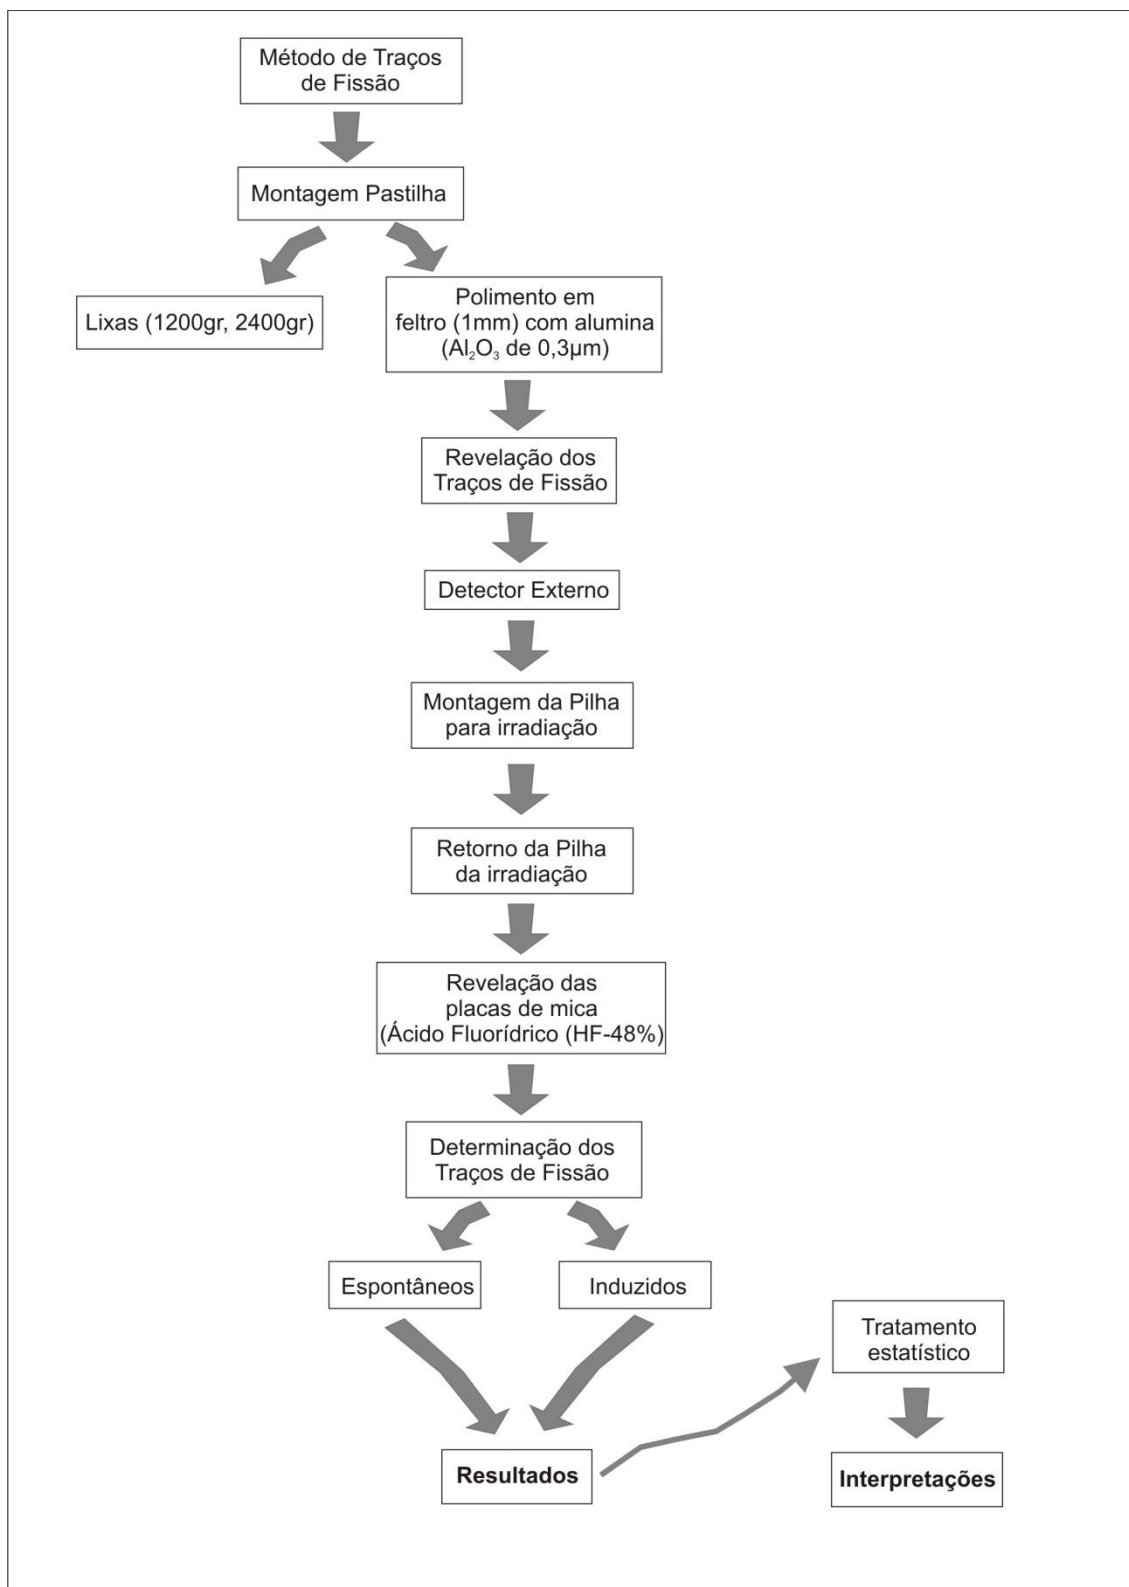 Método de Traços
de Fissão
Montagem Pastilha
Lixas (1200gr, 2400gr)
Polimento em
feltro (1mm) com alumina
(Al₂O₃ de 0,3µm)
Revelação dos
Traços de Fissão
Detector Externo
Montagem da Pilha
para irradiação
Retorno da Pilha
da irradiação
Revelação das
placas de mica
(Ácido Fluorídrico (HF-48%)
Determinação dos
Traços de Fissão
Espontâneos
Induzidos
Resultados
Tratamento
estatístico
Interpretações